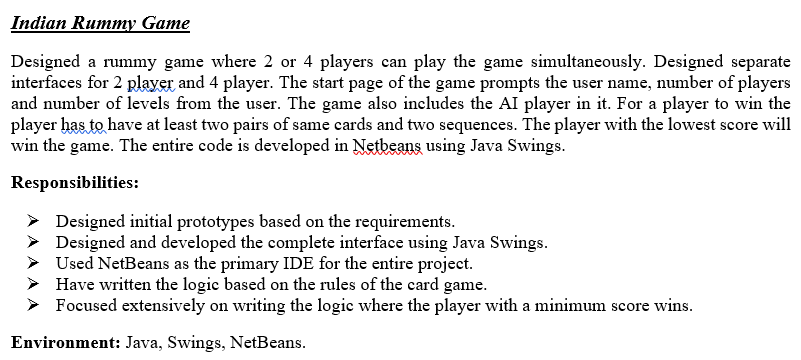 Indian Rummy Game
Designed a rummy game where 2 or 4 players can play the game simultaneously. Designed separate
interfaces for 2 player and 4 player. The start page of the game prompts the user name, number of players
and number of levels from the user. The game also includes the AI player in it. For a player to win the
player has to have at least two pairs of same cards and two sequences. The player with the lowest score will
win the game. The entire code is developed in Netbeans using Java Swings.
Responsibilities:
➢ Designed initial prototypes based on the requirements.
➢ Designed and developed the complete interface using Java Swings.
➢ Used NetBeans as the primary IDE for the entire project.
➢ Have written the logic based on the rules of the card game.
➢ Focused extensively on writing the logic where the player with a minimum score wins.
Environment: Java, Swings, NetBeans.